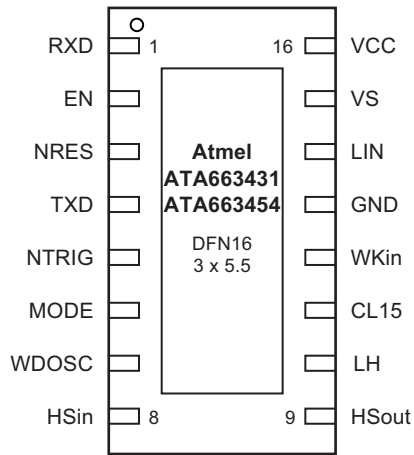 RXD 1 16 VCC
EN VS
NRES LIN
TXD GND
NTRIG WKin
MODE CL15
WDOSC LH
HSin 8 9 HSout
Atmel
ATA663431
ATA663454
DFN16
3 x 5.5